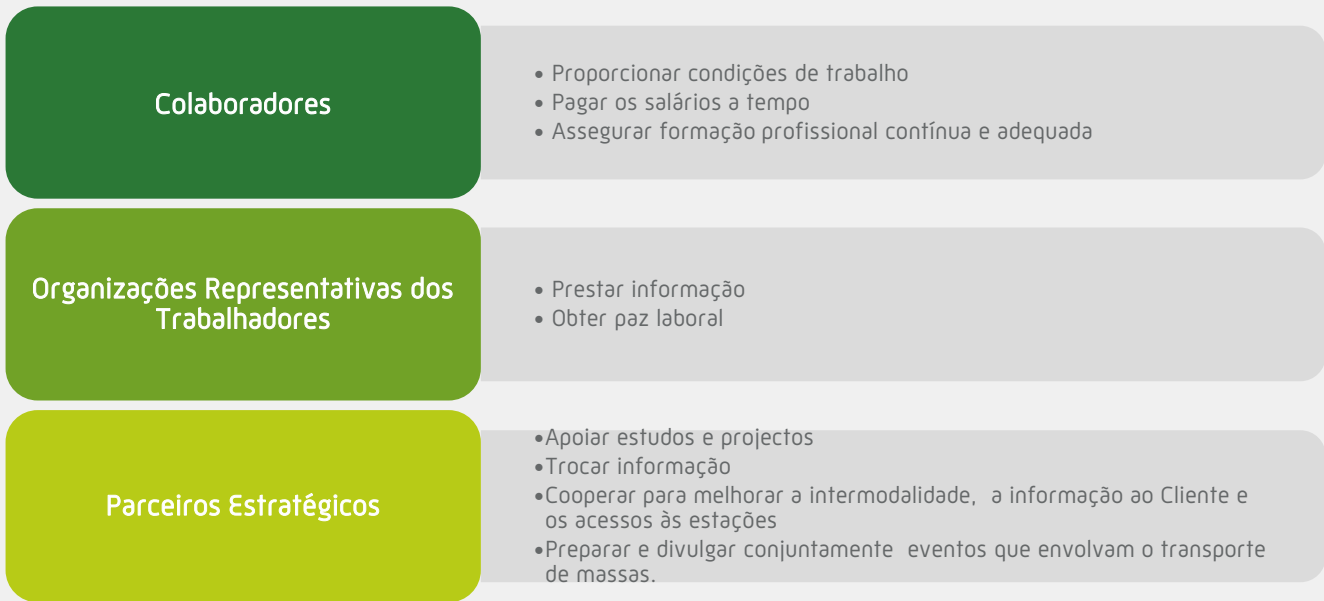 Colaboradores
• Proporcionar condições de trabalho
• Pagar os salários a tempo
• Assegurar formação profissional contínua e adequada
Organizações Representativas dos
Trabalhadores
• Prestar informação
• Obter paz laboral
Parceiros Estratégicos
•Apoiar estudos e projectos
•Trocar informação
•Cooperar para melhorar a intermodalidade, a informação ao Cliente e
os acessos às estações
•Preparar e divulgar conjuntamente eventos que envolvam o transporte
de massas.